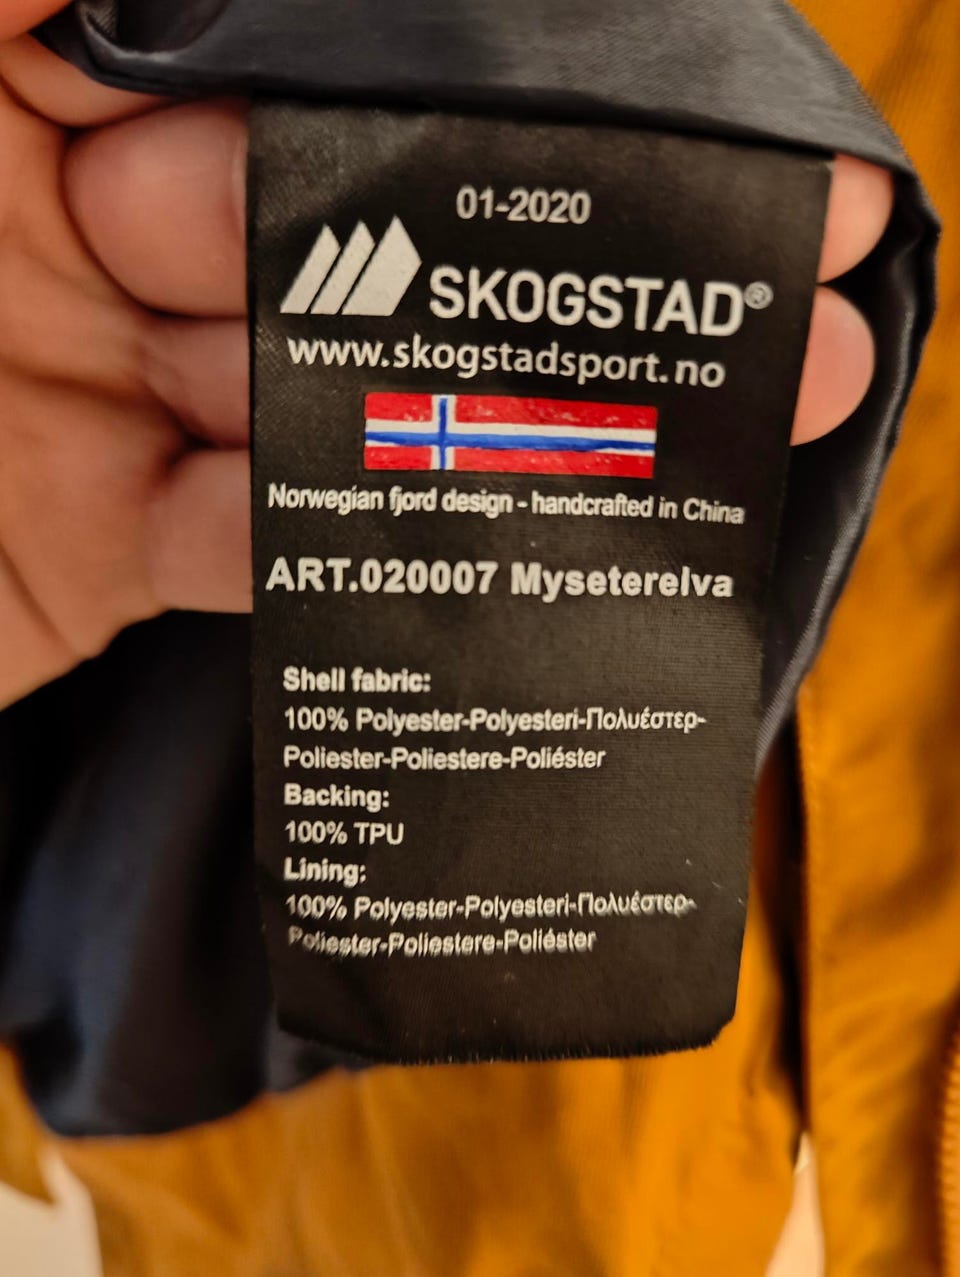 01-2020
SKOGSTAD®
www.skogstadsport.no
Norwegian fjord design - handcrafted in China
ART.020007 Myseterelva
Shell fabric:
100% Polyester-Polyesteri-Πολυέστερ-
Poliester-Poliestere-Poliéster
Backing:
100% TPU
Lining:
100% Polyester-Polyesteri-Πολυέστερ-
Poliester-Poliestere-Poliéster